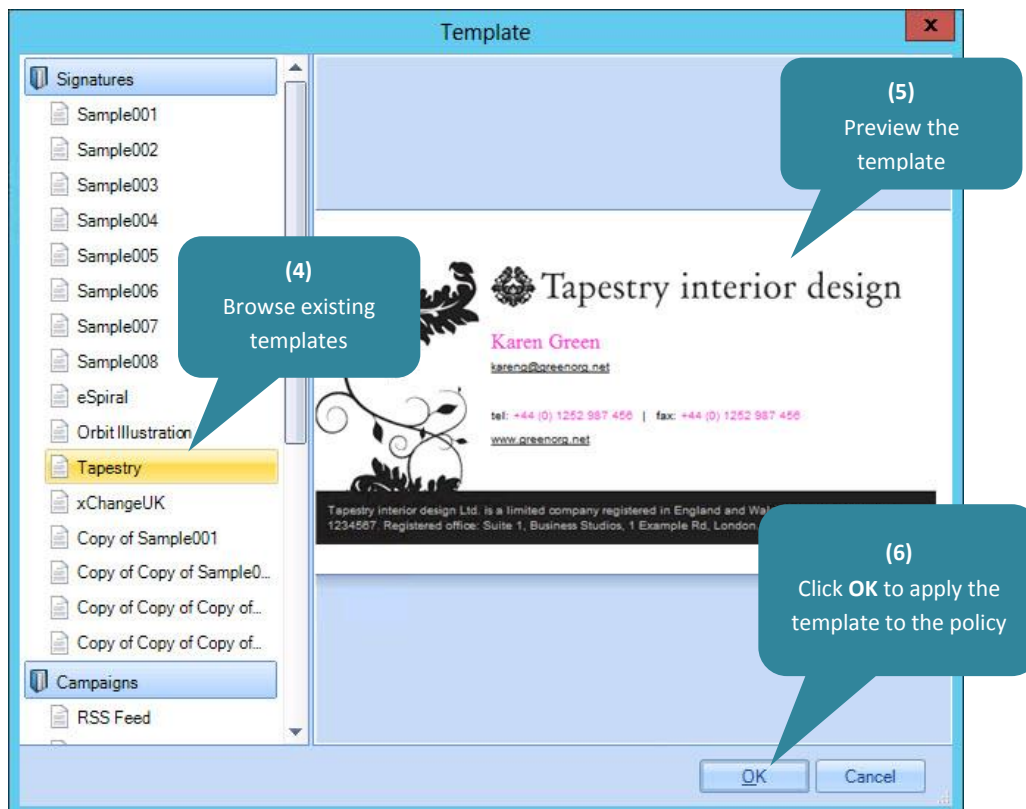 Template
x
Signatures
Sample001
Sample002
Sample003
Sample004
Sample005
Sample006
Sample007
Sample008
eSpiral
Orbit Illustration
Tapestry
xChangeUK
Copy of Sample001
Copy of Copy of Sample0...
Copy of Copy of Copy of...
Copy of Copy of Copy of...
Campaigns
RSS Feed
(4)
Browse existing
templates
(5)
Preview the
template
Tapestry interior design
Karen Green
kareng@greenorg.net
tel: +44 (0) 1252 987 456 | fax: +44 (0) 1252 987 456
www.greenorg.net
Tapestry interior design Ltd. is a limited company registered in England and
1234567. Registered office: Suite 1, Business Studios, 1 Example Rd, London
(6)
Click OK to apply the
template to the policy
OK
Cancel